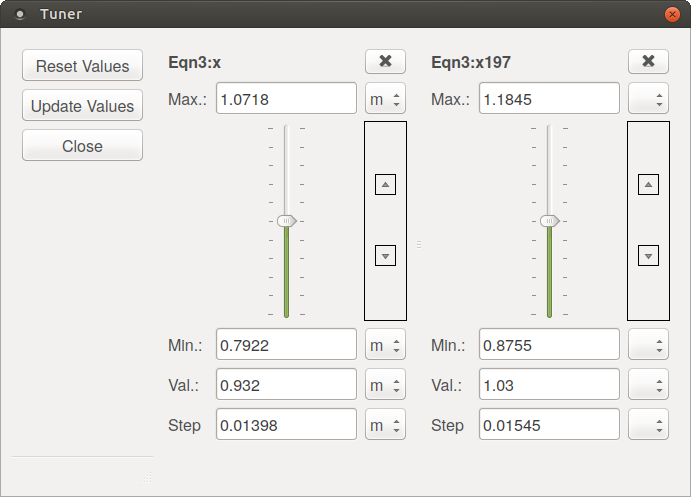 Tuner
Reset Values
Update Values
Close
Eqn3:x
Max.: 1.0718 m
Min.: 0.7922 m
Val.: 0.932 m
Step 0.01398 m
Eqn3:x197
Max.: 1.1845
Min.: 0.8755
Val.: 1.03
Step 0.01545